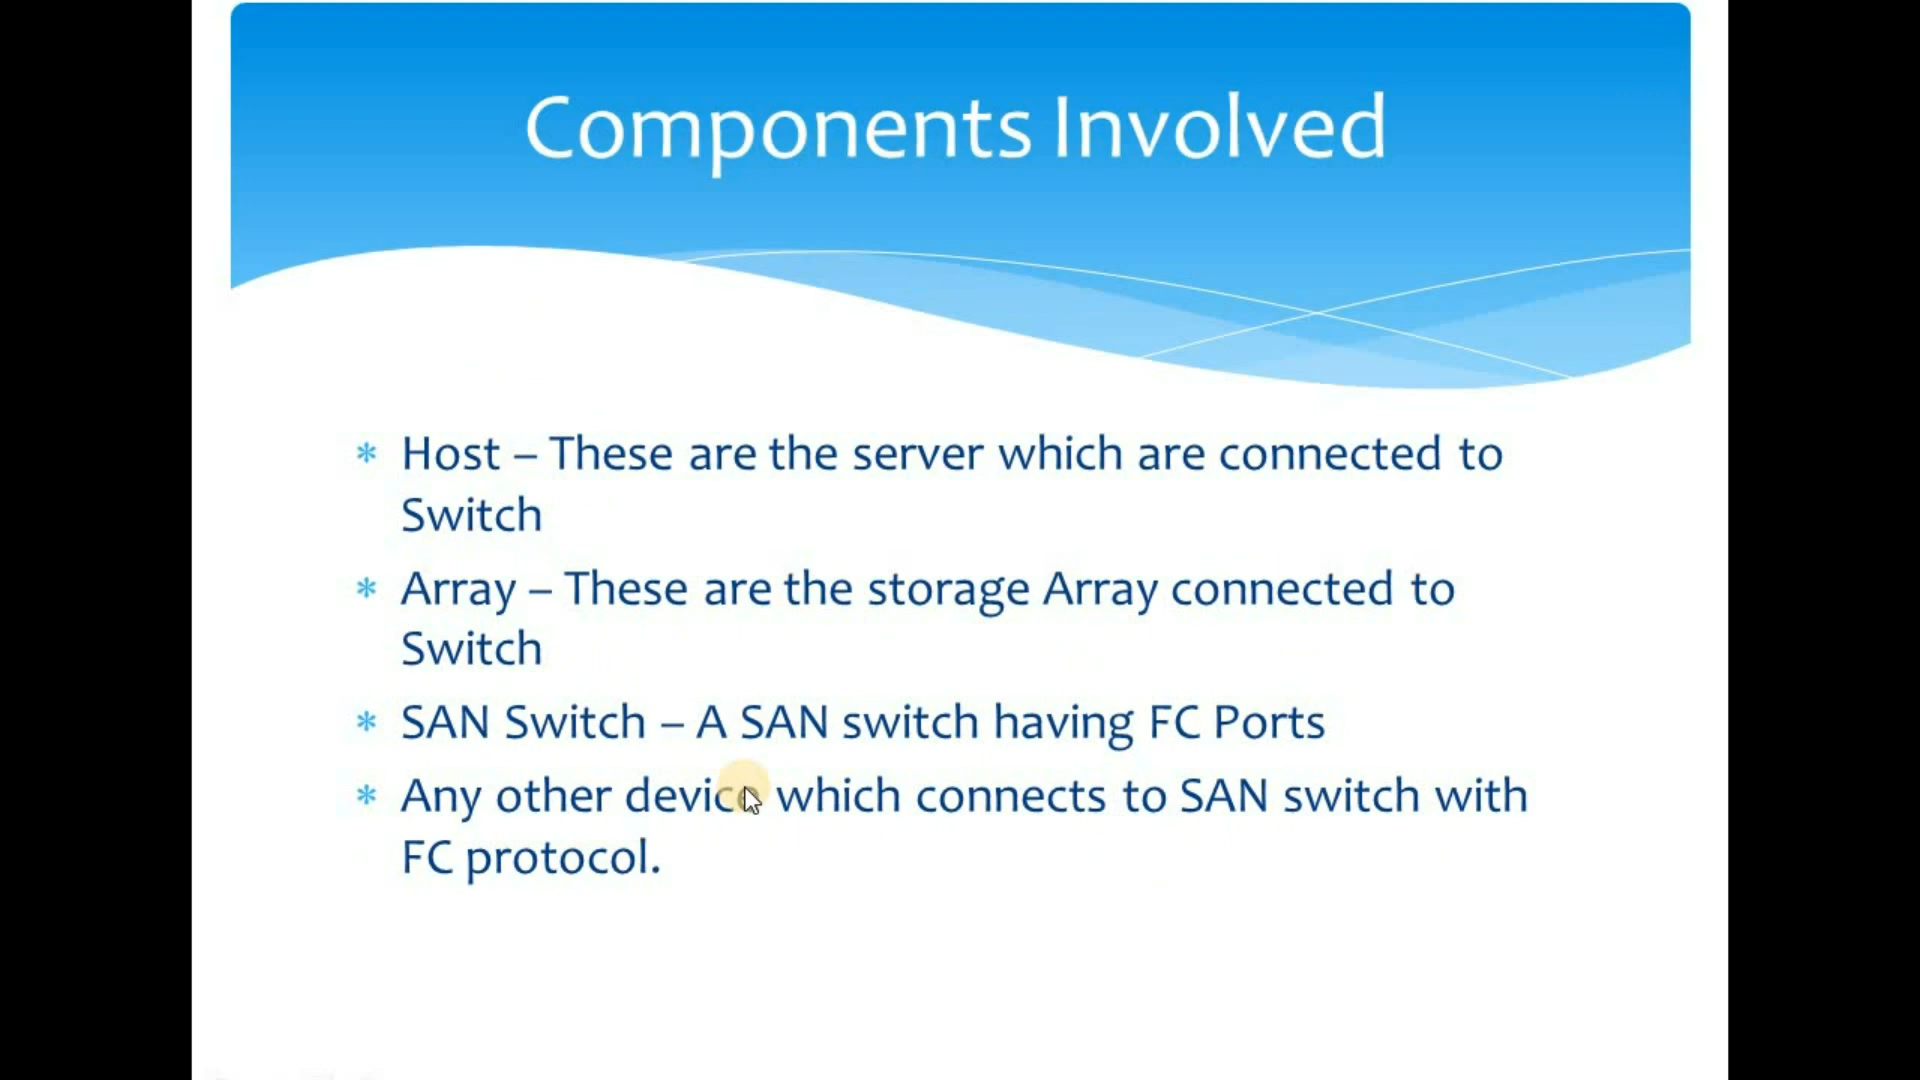 Components Involved
* Host – These are the server which are connected to
Switch
* Array – These are the storage Array connected to
Switch
* SAN Switch – A SAN switch having FC Ports
* Any other device which connects to SAN switch with
FC protocol.